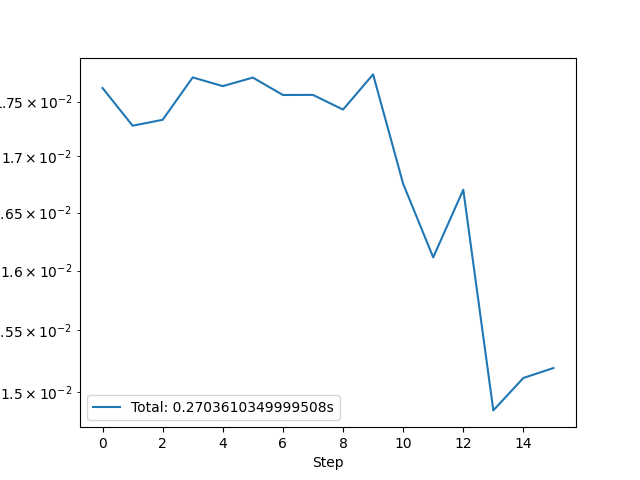 .75 × 10⁻²
1.7 × 10⁻²
.65 × 10⁻²
1.6 × 10⁻²
.55 × 10⁻²
1.5 × 10⁻²
Total: 0.2703610349999508s
0 2 4 6 8 10 12 14
Step